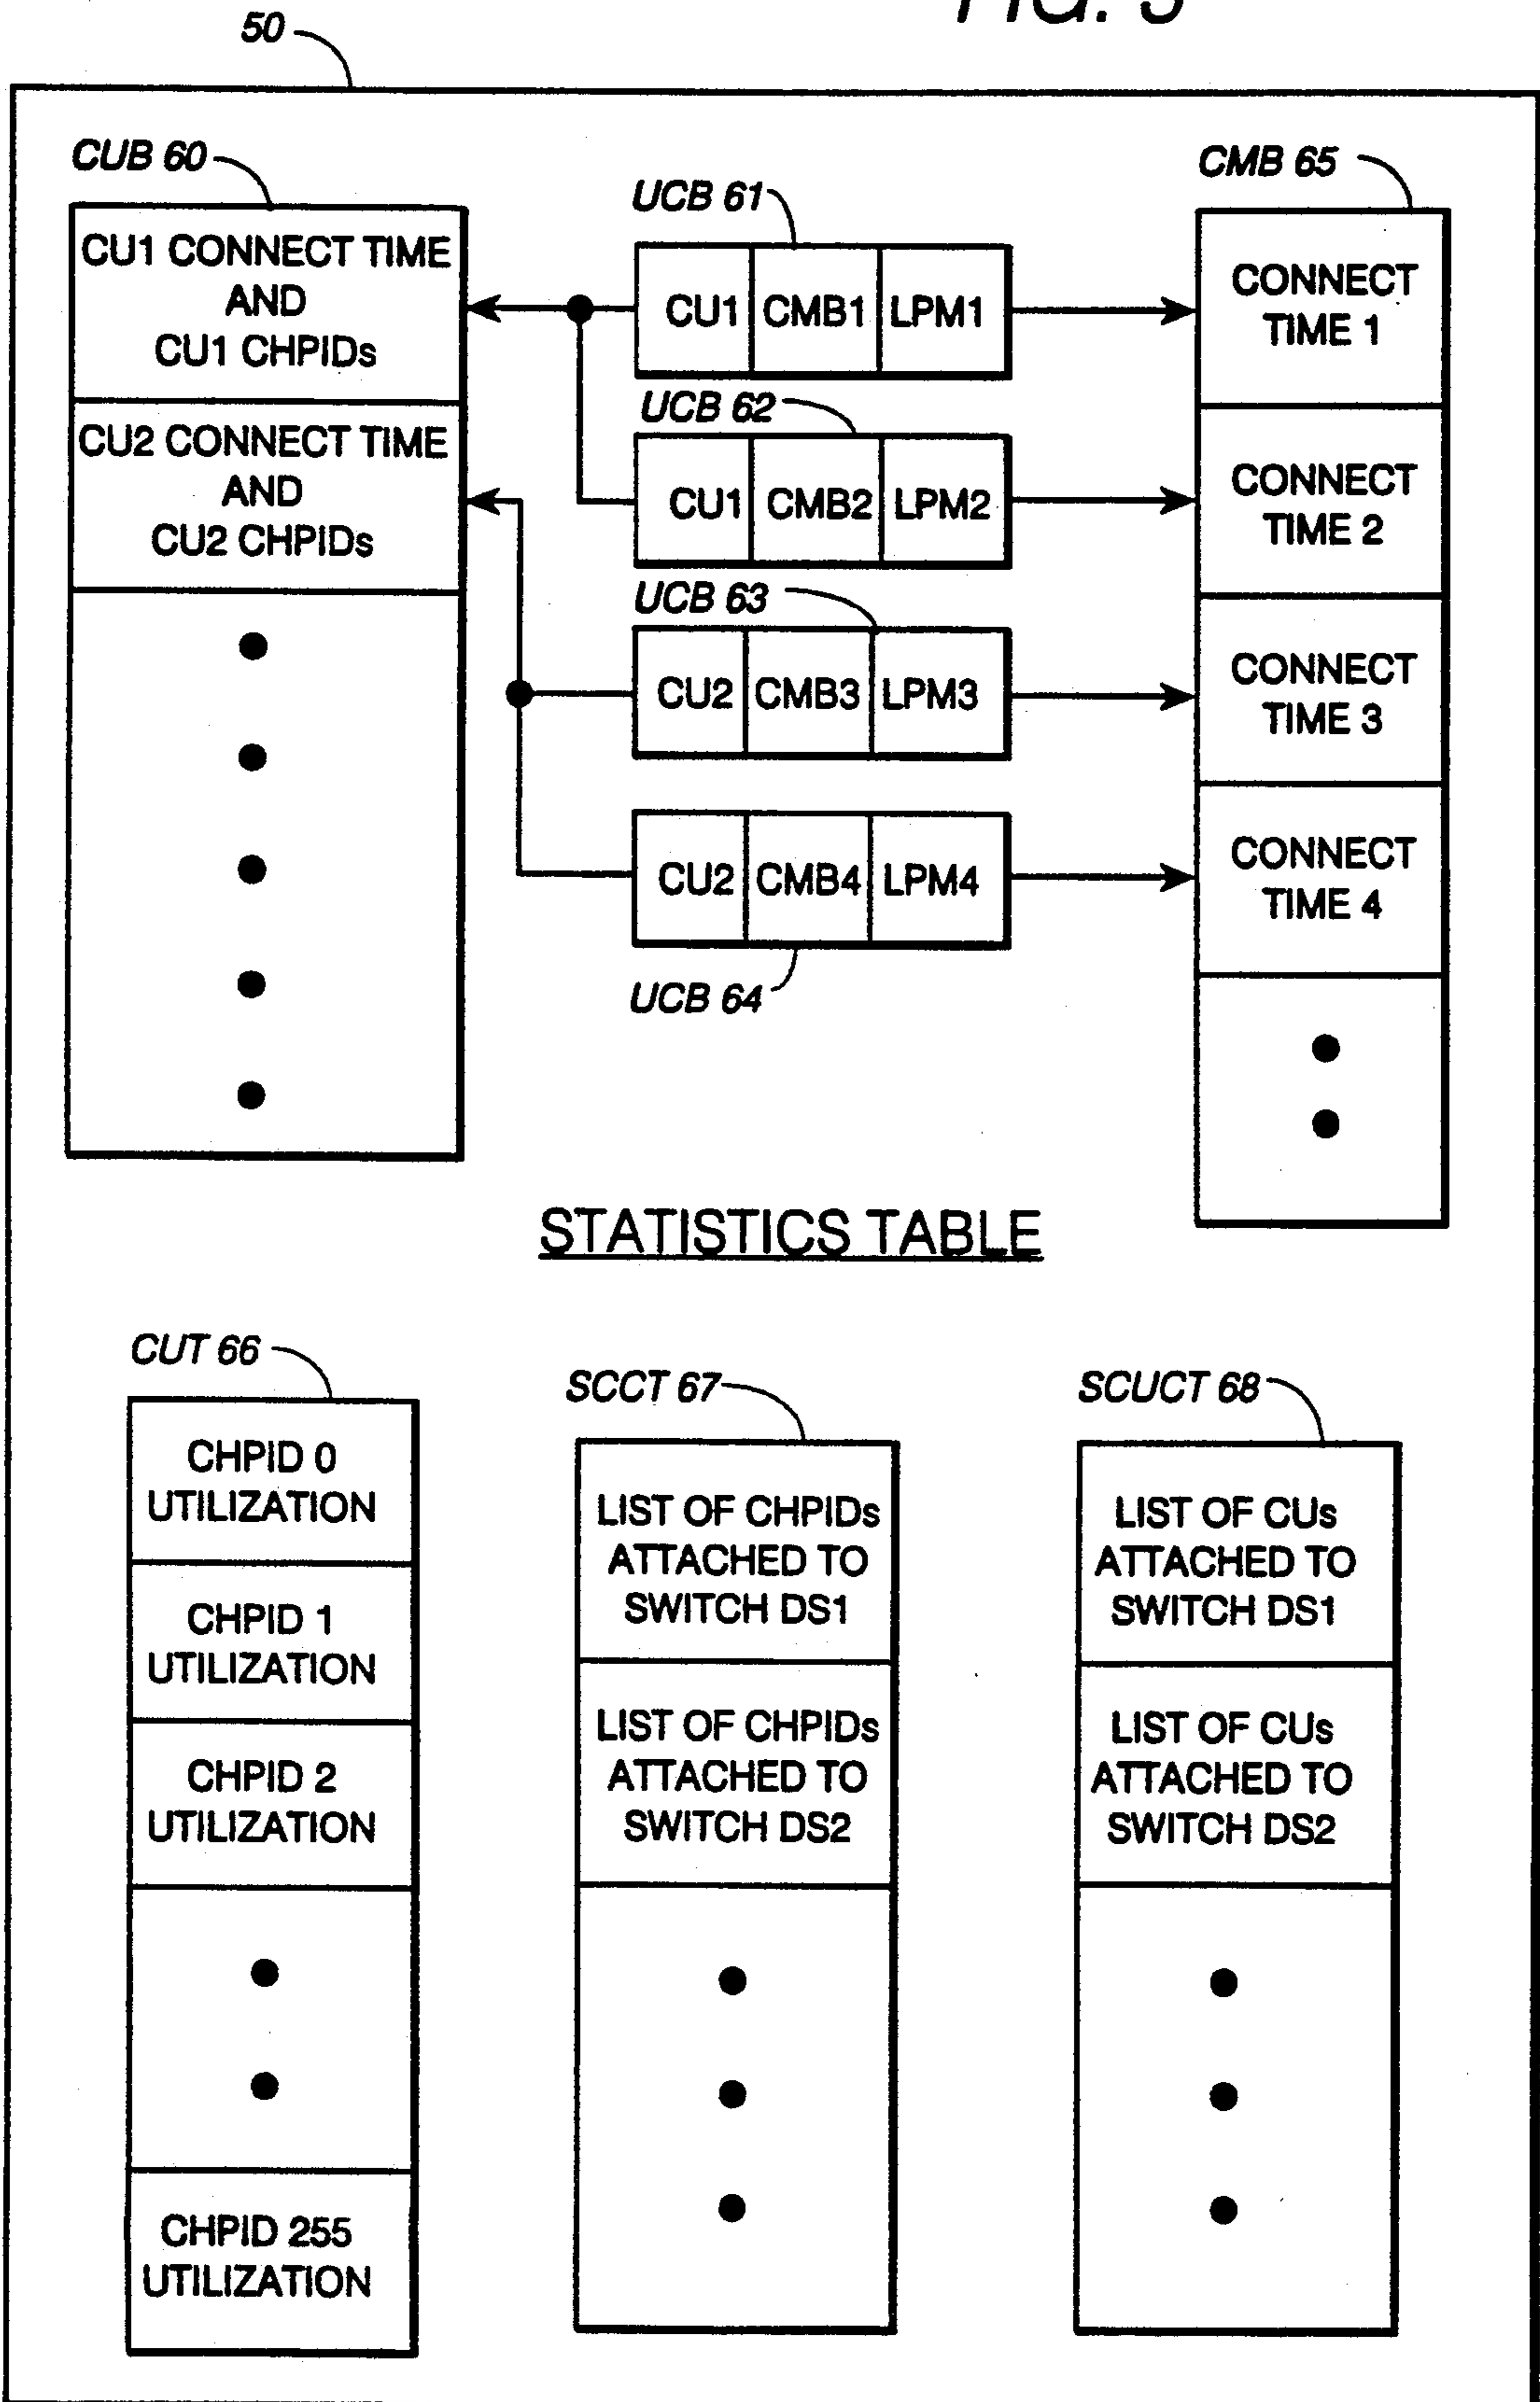 FIG.
50
CUB 60
CU1 CONNECT TIME
AND
CU1 CHPIDs
CU2 CONNECT TIME
AND
CU2 CHPIDs
UCB 61
CU1 CMB1 LPM1
UCB 62
CU1 CMB2 LPM2
UCB 63
CU2 CMB3 LPM3
CU2 CMB4 LPM4
UCB 64
CMB 65
CONNECT
TIME 1
CONNECT
TIME 2
CONNECT
TIME 3
CONNECT
TIME 4
STATISTICS TABLE
CUT 66
CHPID 0
UTILIZATION
CHPID 1
UTILIZATION
CHPID 2
UTILIZATION
CHPID 255
UTILIZATION
SCCT 67
LIST OF CHPIDs
ATTACHED TO
SWITCH DS1
LIST OF CHPIDs
ATTACHED TO
SWITCH DS2
SCUCT 68
LIST OF CUs
ATTACHED TO
SWITCH DS1
LIST OF CUs
ATTACHED TO
SWITCH DS2